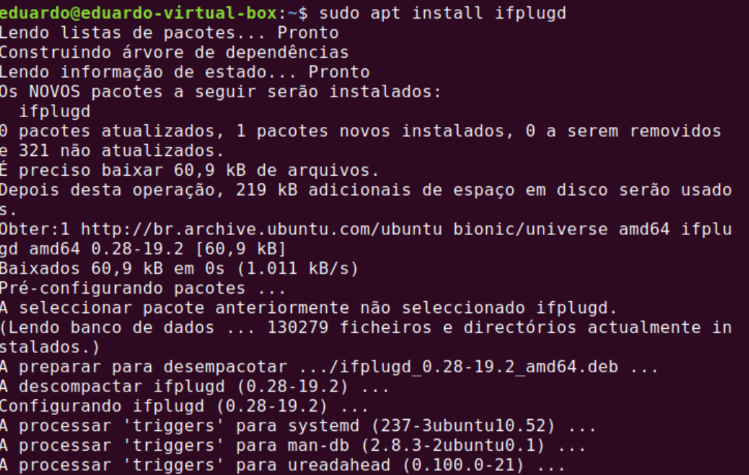 eduardo@eduardo-virtual-box:~$ sudo apt install ifplugd
Lendo listas de pacotes... Pronto
Construindo árvore de dependências
Lendo informação de estado... Pronto
Os NOVOS pacotes a seguir serão instalados:
  ifplugd
0 pacotes atualizados, 1 pacotes novos instalados, 0 a serem removidos
e 321 não atualizados.
É preciso baixar 60,9 kB de arquivos.
Depois desta operação, 219 kB adicionais de espaço em disco serão usado
s.
Obter:1 http://br.archive.ubuntu.com/ubuntu bionic/universe amd64 ifplu
gd amd64 0.28-19.2 [60,9 kB]
Baixados 60,9 kB em 0s (1.011 kB/s)
Pré-configurando pacotes ...
A seleccionar pacote anteriormente não seleccionado ifplugd.
(Lendo banco de dados ... 130279 ficheiros e directórios actualmente in
stalados.)
A preparar para desempacotar .../ifplugd_0.28-19.2_amd64.deb ...
A descompactar ifplugd (0.28-19.2) ...
Configurando ifplugd (0.28-19.2) ...
A processar 'triggers' para systemd (237-3ubuntu10.52) ...
A processar 'triggers' para man-db (2.8.3-2ubuntu0.1) ...
A processar 'triggers' para ureadahead (0.100.0-21) ...